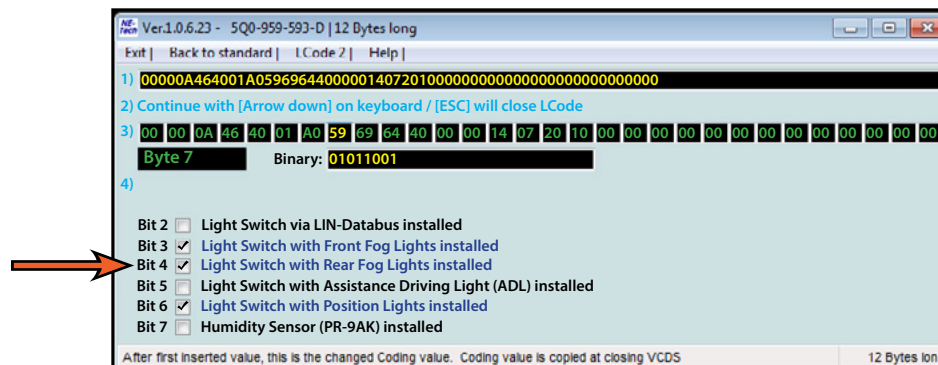 NE-Tech Ver.1.0.6.23 - 5Q0-959-593-D | 12 Bytes long
Exit | Back to standard | LCode 2 | Help |
1) 00000A464001A0596964400000140720100000000000000000000000000000
2) Continue with [Arrow down] on keyboard / [ESC] will close LCode
3) 00 00 0A 46 40 01 A0 59 69 64 40 00 00 14 07 20 10 00 00 00 00 00 00 00 00 00 00 00 00 00
Byte 7 Binary: 01011001
4)
Bit 2 Light Switch via LIN-Databus installed
Bit 3 Light Switch with Front Fog Lights installed
Bit 4 Light Switch with Rear Fog Lights installed
Bit 5 Light Switch with Assistance Driving Light (ADL) installed
Bit 6 Light Switch with Position Lights installed
Bit 7 Humidity Sensor (PR-9AK) installed
After first inserted value, this is the changed Coding value. Coding value is copied at closing VCDS 12 Bytes lon